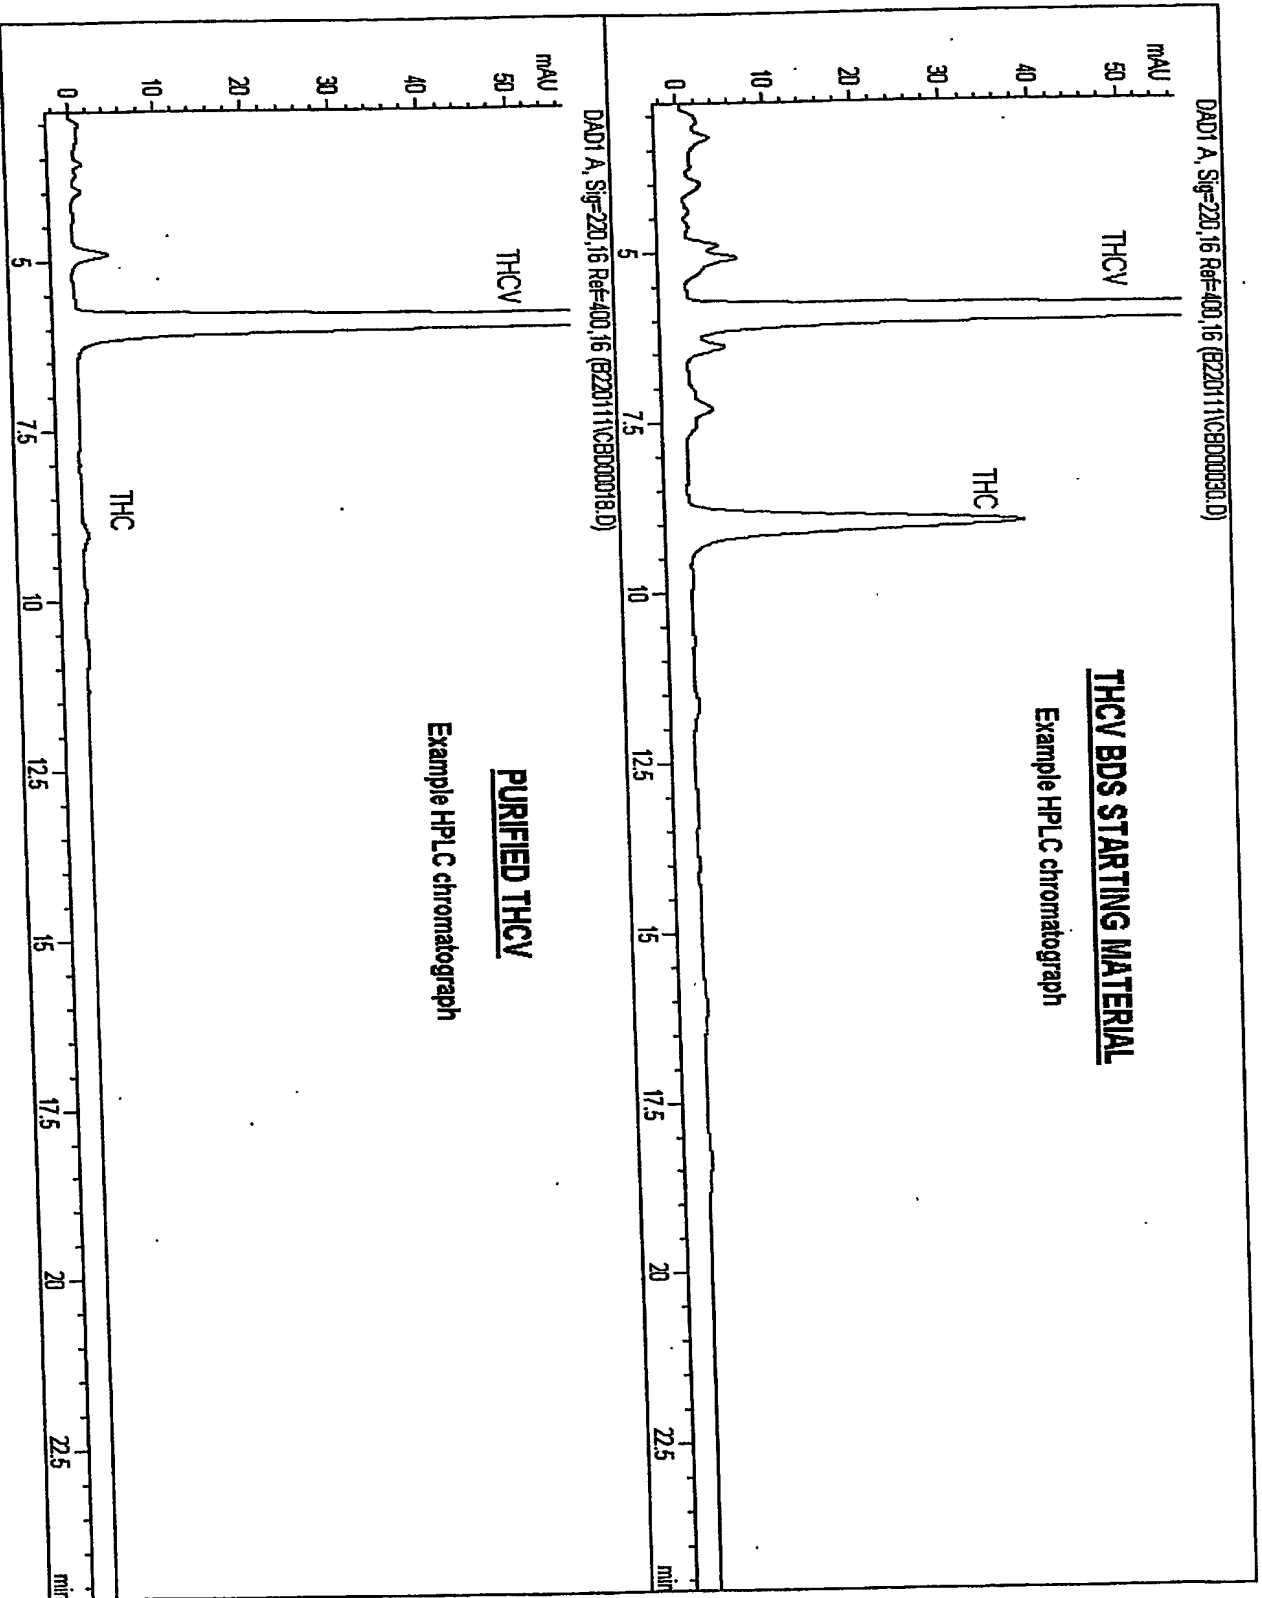 DAD1 A, Sig=220,16 Ref=400,16 (B220111\CBD00030.D)
mAU
50
40
30
20
10
0
THCV
THC
THCV BDS STARTING MATERIAL
Example HPLC chromatograph
5
7.5
10
12.5
15
17.5
20
22.5
min
DAD1 A, Sig=220,16 Ref=400,16 (B220111\CBD00018.D)
mAU
50
40
30
20
10
0
THCV
THC
PURIFIED THCV
Example HPLC chromatograph
5
7.5
10
12.5
15
17.5
20
22.5
min